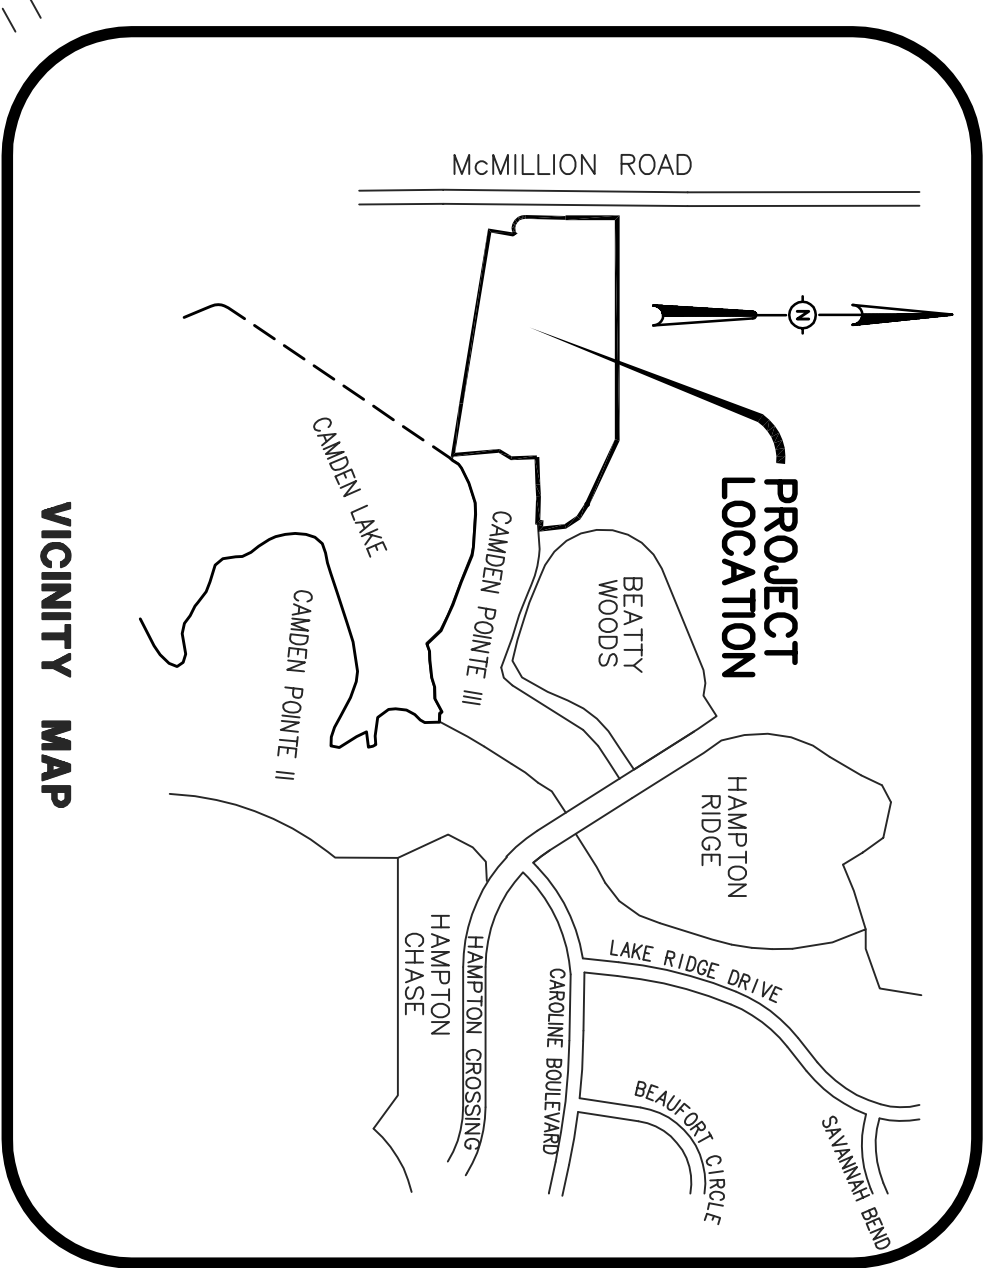 McMILLION ROAD
N
PROJECT
LOCATION
CAMDEN LAKE
CAMDEN POINTE III
BEATTY
WOODS
CAMDEN POINTE II
HAMPTON
RIDGE
HAMPTON
CHASE
HAMPTON CROSSING
CAROLINE BOULEVARD
LAKE RIDGE DRIVE
BEAUFORT CIRCLE
SAVANNAH BEND
VICINITY MAP